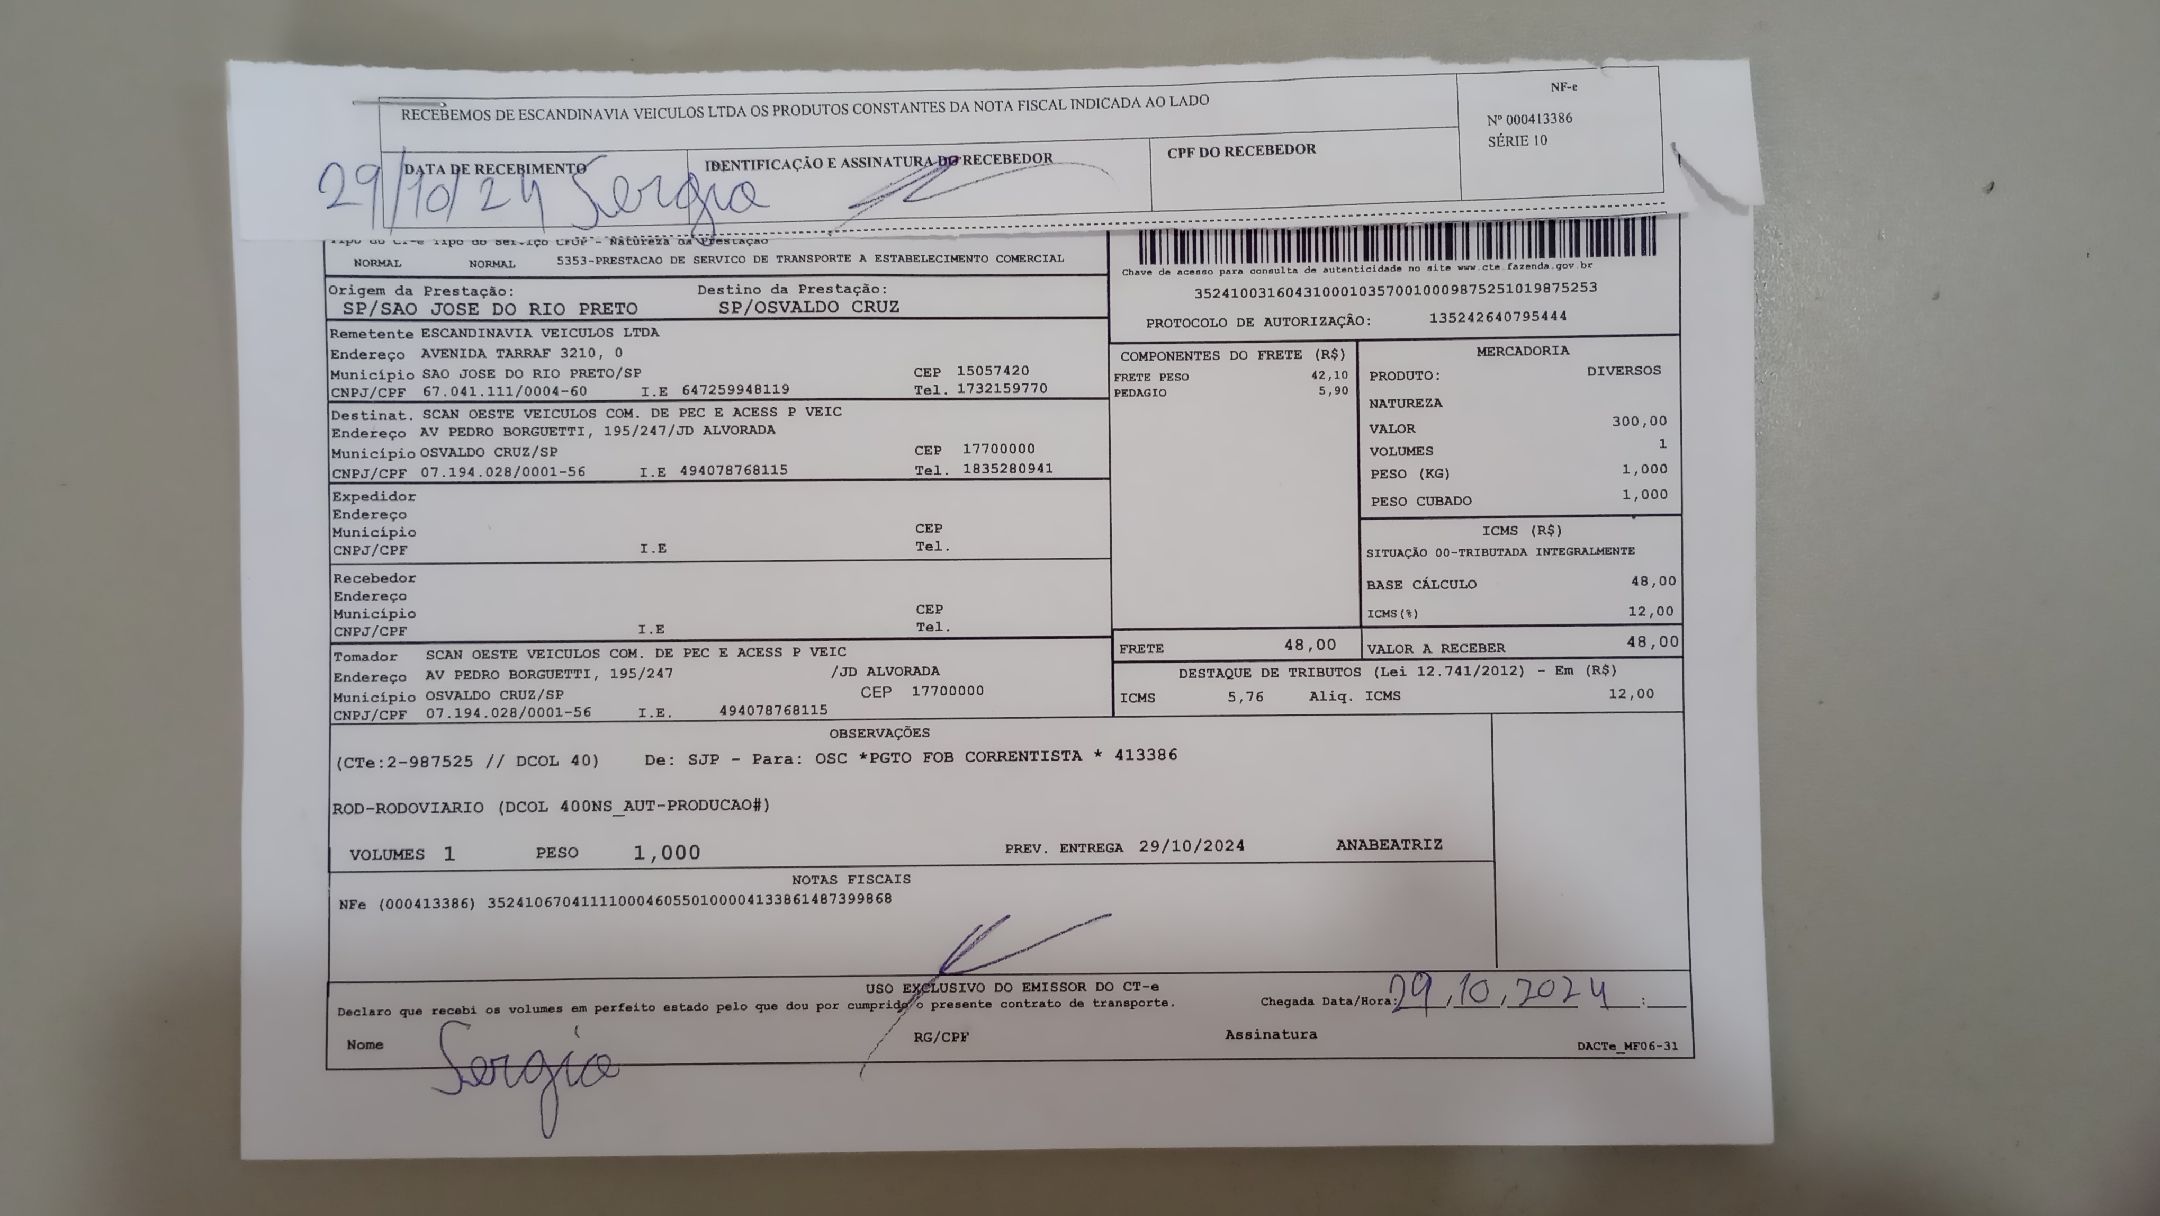 RECEBEMOS DE ESCANDINAVIA VEICULOS LTDA OS PRODUTOS CONSTANTES DA NOTA FISCAL INDICADA AO LADO
NF-e
Nº 000413386
SÉRIE 10
DATA DE RECEBIMENTO
IDENTIFICAÇÃO E ASSINATURA DO RECEBEDOR
CPF DO RECEBEDOR
29/10/24 Sergio
Tipo do CT-e Tipo do Serviço CFOP - Natureza da Prestação
NORMAL NORMAL 5353-PRESTACAO DE SERVICO DE TRANSPORTE A ESTABELECIMENTO COMERCIAL
Chave de acesso para consulta de autenticidade no site www.cte.fazenda.gov.br
35241003160431000103570010009875251019875253
PROTOCOLO DE AUTORIZAÇÃO: 135242640795444
Origem da Prestação: Destino da Prestação:
SP/SAO JOSE DO RIO PRETO SP/OSVALDO CRUZ
Remetente ESCANDINAVIA VEICULOS LTDA
Endereço AVENIDA TARRAF 3210, 0
Município SAO JOSE DO RIO PRETO/SP CEP 15057420
CNPJ/CPF 67.041.111/0004-60 I.E 647259948119 Tel. 1732159770
Destinat. SCAN OESTE VEICULOS COM. DE PEC E ACESS P VEIC
Endereço AV PEDRO BORGUETTI, 195/247/JD ALVORADA
Município OSVALDO CRUZ/SP CEP 17700000
CNPJ/CPF 07.194.028/0001-56 I.E 494078768115 Tel. 1835280941
Expedidor
Endereço
Município CEP
CNPJ/CPF I.E Tel.
Recebedor
Endereço
Município CEP
CNPJ/CPF I.E Tel.
Tomador SCAN OESTE VEICULOS COM. DE PEC E ACESS P VEIC
Endereço AV PEDRO BORGUETTI, 195/247 /JD ALVORADA
Município OSVALDO CRUZ/SP CEP 17700000
CNPJ/CPF 07.194.028/0001-56 I.E. 494078768115
COMPONENTES DO FRETE (R$)
FRETE PESO 42,10
PEDAGIO 5,90
MERCADORIA
PRODUTO: DIVERSOS
NATUREZA
VALOR 300,00
VOLUMES 1
PESO (KG) 1,000
PESO CUBADO 1,000
ICMS (R$)
SITUAÇÃO 00-TRIBUTADA INTEGRALMENTE
BASE CÁLCULO 48,00
ICMS(%) 12,00
FRETE 48,00 VALOR A RECEBER 48,00
DESTAQUE DE TRIBUTOS (Lei 12.741/2012) - Em (R$)
ICMS 5,76 Aliq. ICMS 12,00
OBSERVAÇÕES
(CTe:2-987525 // DCOL 40) De: SJP - Para: OSC *PGTO FOB CORRENTISTA * 413386
ROD-RODOVIARIO (DCOL 400NS_AUT-PRODUCAO#)
VOLUMES 1 PESO 1,000 PREV. ENTREGA 29/10/2024 ANABEATRIZ
NOTAS FISCAIS
NFe (000413386) 35241067041111000460550100004133861487399868
USO EXCLUSIVO DO EMISSOR DO CT-e
Declaro que recebi os volumes em perfeito estado pelo que dou por cumprido o presente contrato de transporte. Chegada Data/Hora: 29,10,2024 :
Nome Sergio RG/CPF Assinatura
DACTe_MF06-31